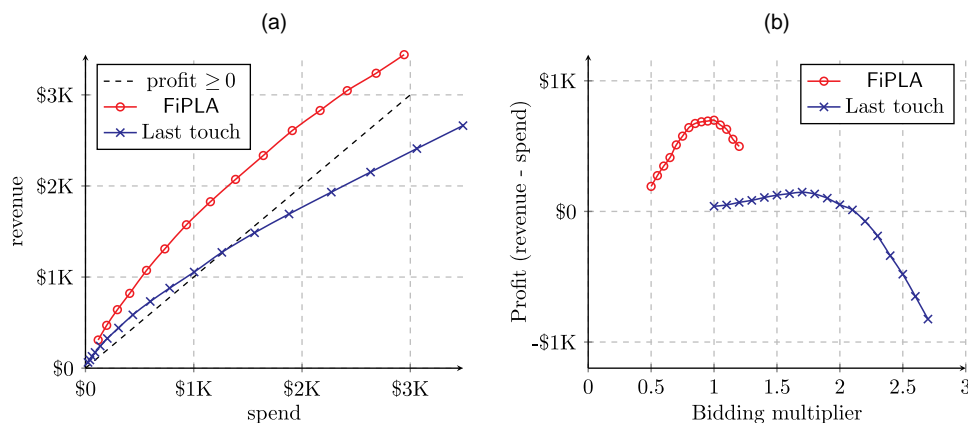 (a)
profit ≥ 0
FiPLA
Last touch
$3K
$2K
$1K
$0
revenue
$0 $1K $2K $3K
spend
(b)
FiPLA
Last touch
$1K
$0
-$1K
Profit (revenue - spend)
0 0.5 1 1.5 2 2.5 3
Bidding multiplier